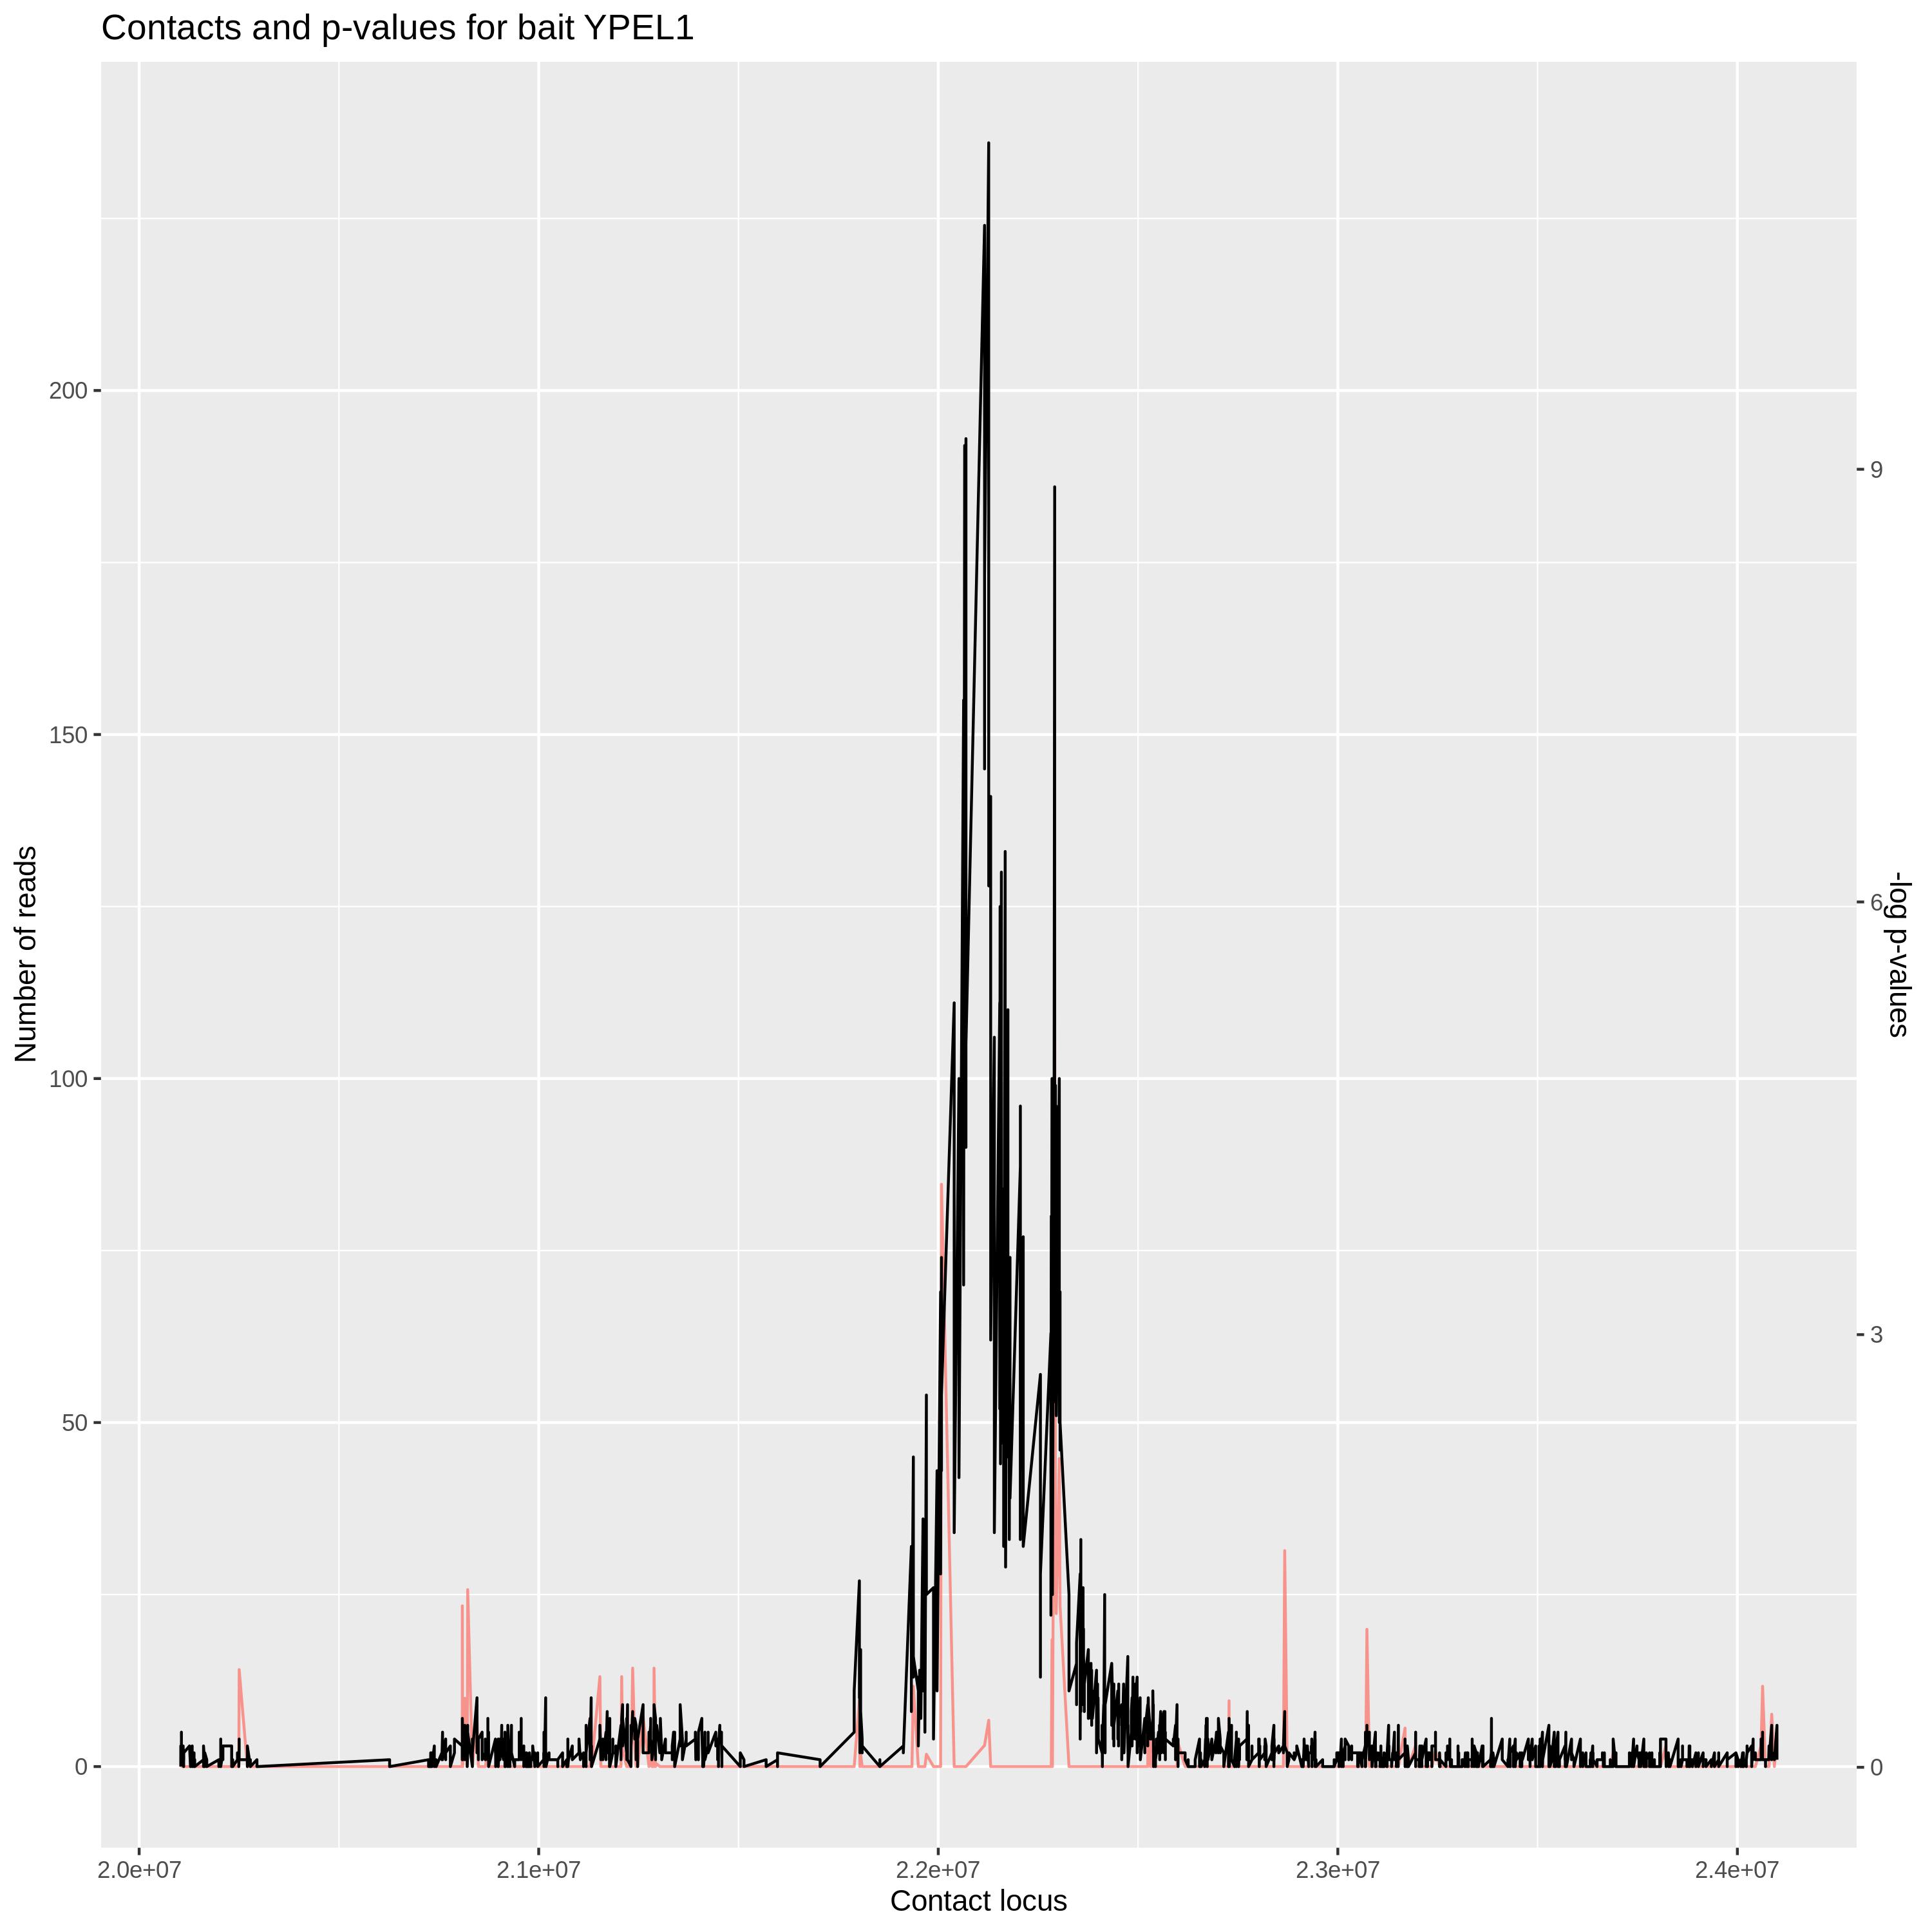 Contacts and p-values for bait YPEL1
Number of reads
200
150
100
50
0
9
6
3
0
-log p-values
2.0e+07
2.1e+07
2.2e+07
2.3e+07
2.4e+07
Contact locus